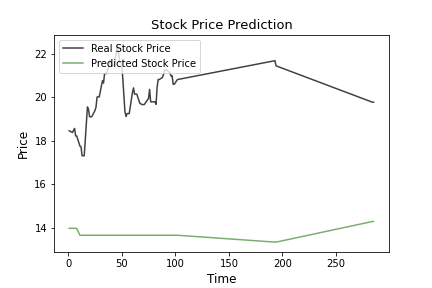 Stock Price Prediction
Real Stock Price
Predicted Stock Price
Price
22
20
18
16
14
0 50 100 150 200 250
Time